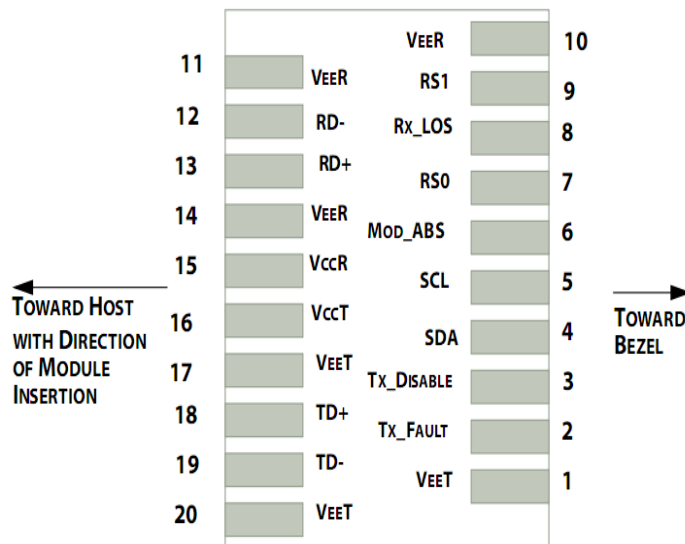 VEER 10
11 VEER
RS1 9
12 RD-
RX_LOS 8
13 RD+
RS0 7
14 VEER
MOD_ABS 6
15 VCCR
SCL 5
TOWARD HOST
WITH DIRECTION
OF MODULE
INSERTION
16 VCCT
SDA 4
TOWARD
BEZEL
17 VEET
TX_DISABLE 3
18 TD+
TX_FAULT 2
19 TD-
VEET 1
20 VEET